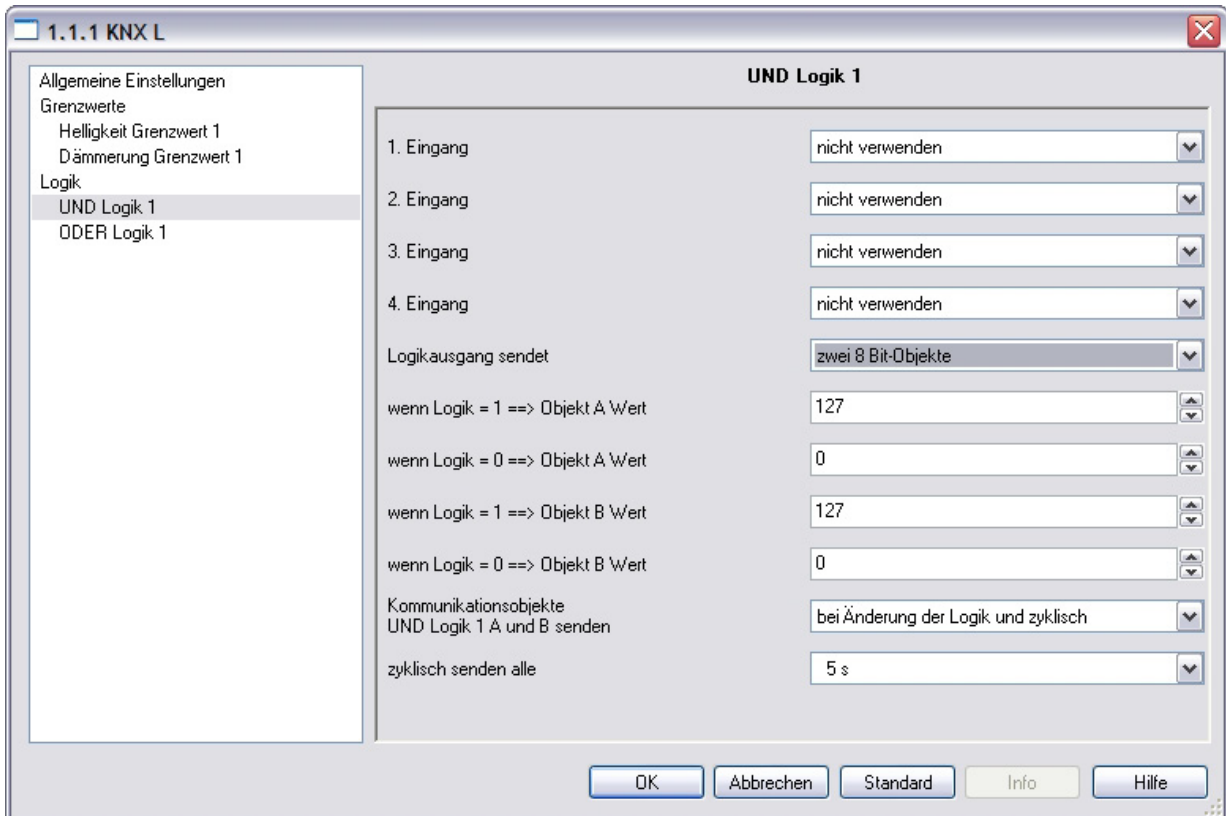 1.1.1 KNX L
Allgemeine Einstellungen
Grenzwerte
Helligkeit Grenzwert 1
Dämmerung Grenzwert 1
Logik
UND Logik 1
ODER Logik 1
UND Logik 1
1. Eingang
nicht verwenden
2. Eingang
nicht verwenden
3. Eingang
nicht verwenden
4. Eingang
nicht verwenden
Logikausgang sendet
zwei 8 Bit-Objekte
wenn Logik = 1 ==> Objekt A Wert
127
wenn Logik = 0 ==> Objekt A Wert
0
wenn Logik = 1 ==> Objekt B Wert
127
wenn Logik = 0 ==> Objekt B Wert
0
Kommunikationsobjekte
UND Logik 1 A und B senden
bei Änderung der Logik und zyklisch
zyklisch senden alle
5 s
OK
Abbrechen
Standard
Info
Hilfe